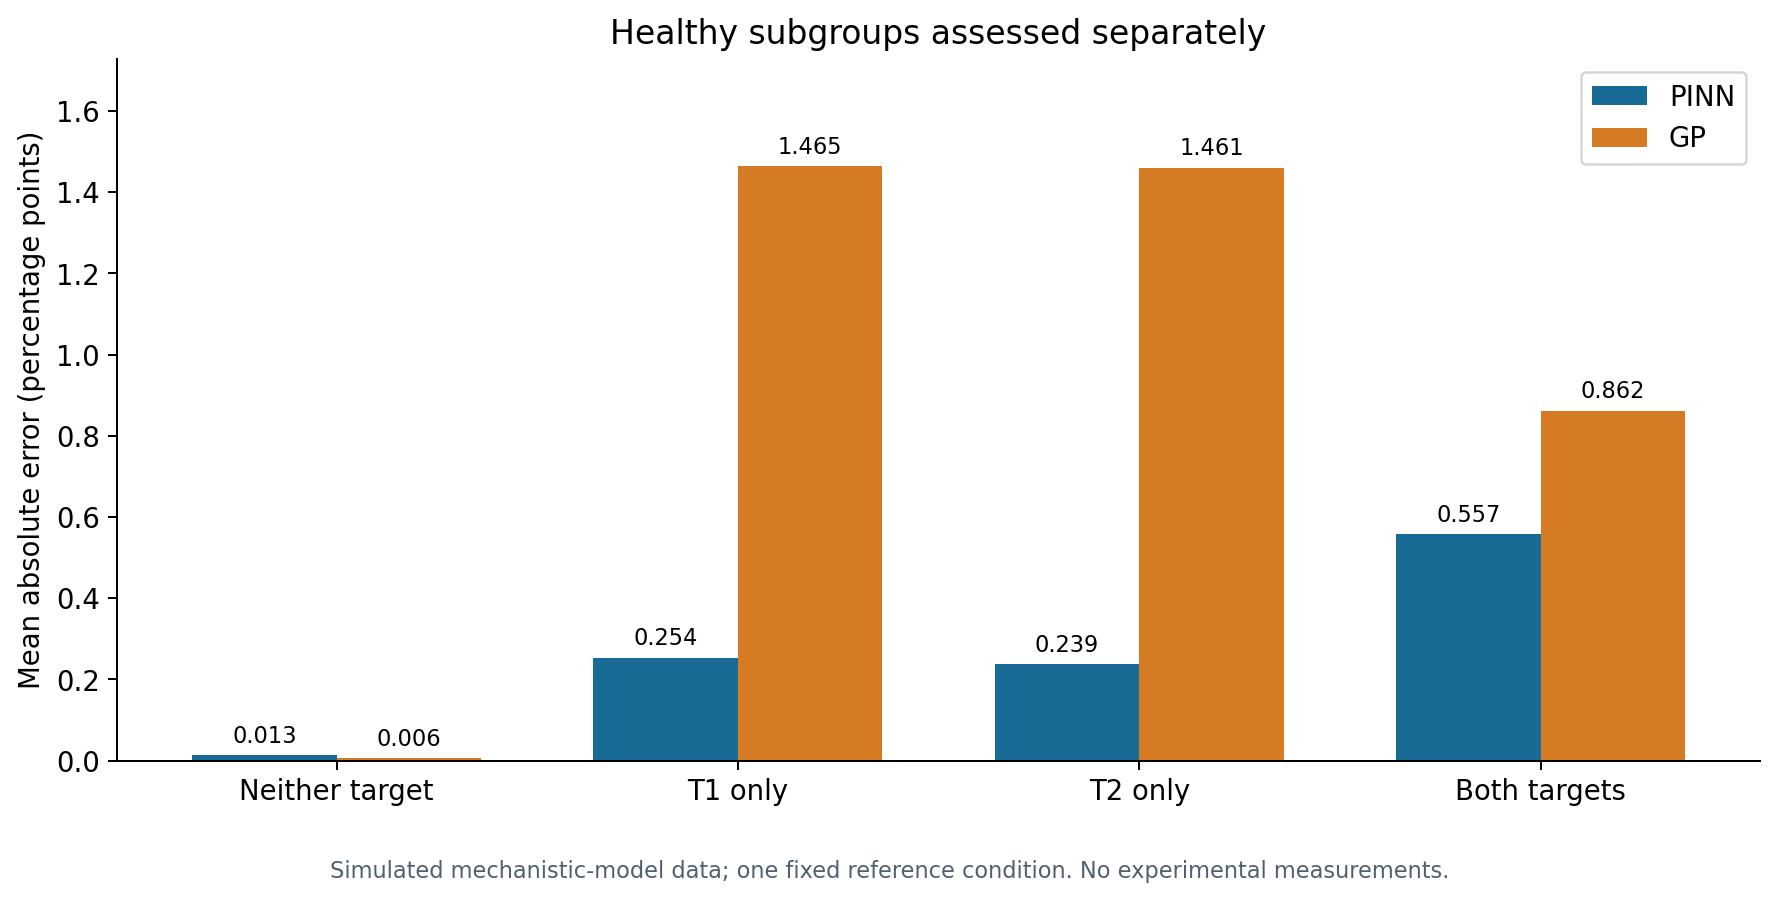 Healthy subgroups assessed separately
PINN
GP
Mean absolute error (percentage points)
1.6
1.4
1.2
1.0
0.8
0.6
0.4
0.2
0.0
0.013
0.006
0.254
1.465
0.239
1.461
0.557
0.862
Neither target
T1 only
T2 only
Both targets
Simulated mechanistic-model data; one fixed reference condition. No experimental measurements.